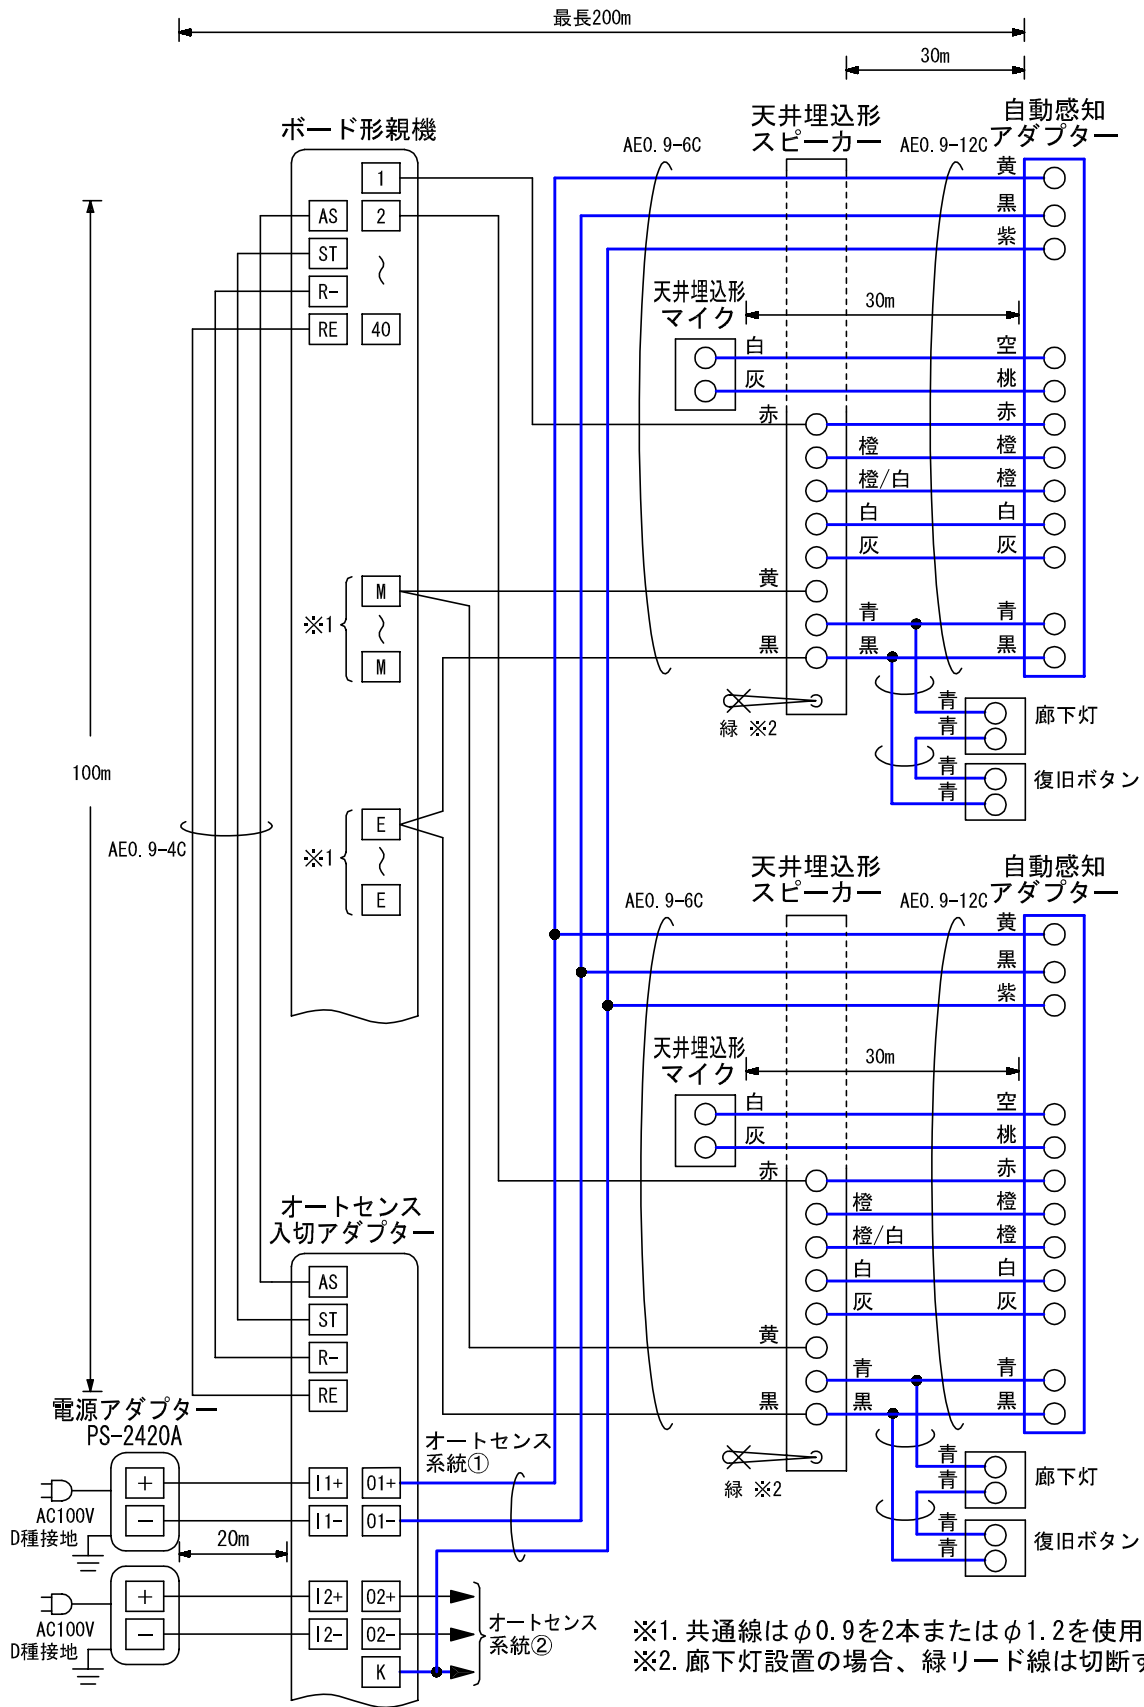 最長200m
30m
ボード形親機
天井埋込形
スピーカー
自動感知
アダプター
AE0.9-6C
AE0.9-12C
1
AS
2
ST
R-
RE
40
黄
黒
紫
天井埋込形
マイク
30m
白
空
灰
桃
赤
赤
橙
橙
橙/白
橙
白
白
灰
灰
※1
M
M
黄
青
青
黒
黒
黒
緑 ※2
青
青
廊下灯
青
青
復旧ボタン
100m
AE0.9-4C
※1
E
E
天井埋込形
スピーカー
自動感知
アダプター
AE0.9-6C
AE0.9-12C
黄
黒
紫
天井埋込形
マイク
30m
白
空
灰
桃
赤
赤
橙
橙
橙/白
橙
白
白
灰
灰
黄
青
青
黒
黒
黒
緑 ※2
青
青
廊下灯
青
青
復旧ボタン
オートセンス
入切アダプター
AS
ST
R-
RE
電源アダプター
PS-2420A
オートセンス
系統①
+
I1+
O1+
AC100V
-
I1-
O1-
D種接地
20m
+
I2+
O2+
AC100V
-
I2-
O2-
D種接地
K
オートセンス
系統②
※1. 共通線はφ0.9を2本またはφ1.2を使用
※2. 廊下灯設置の場合、緑リード線は切断す